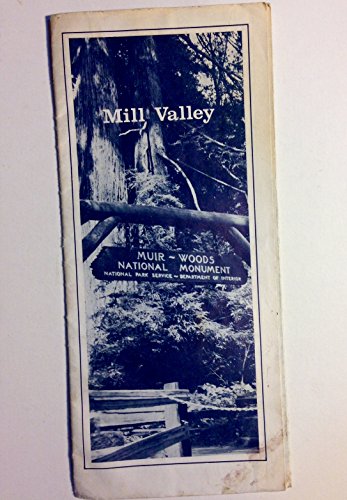 Mill Valley
MUIR ~ WOODS
NATIONAL MONUMENT
NATIONAL PARK SERVICE ~ DEPARTMENT OF INTERIOR